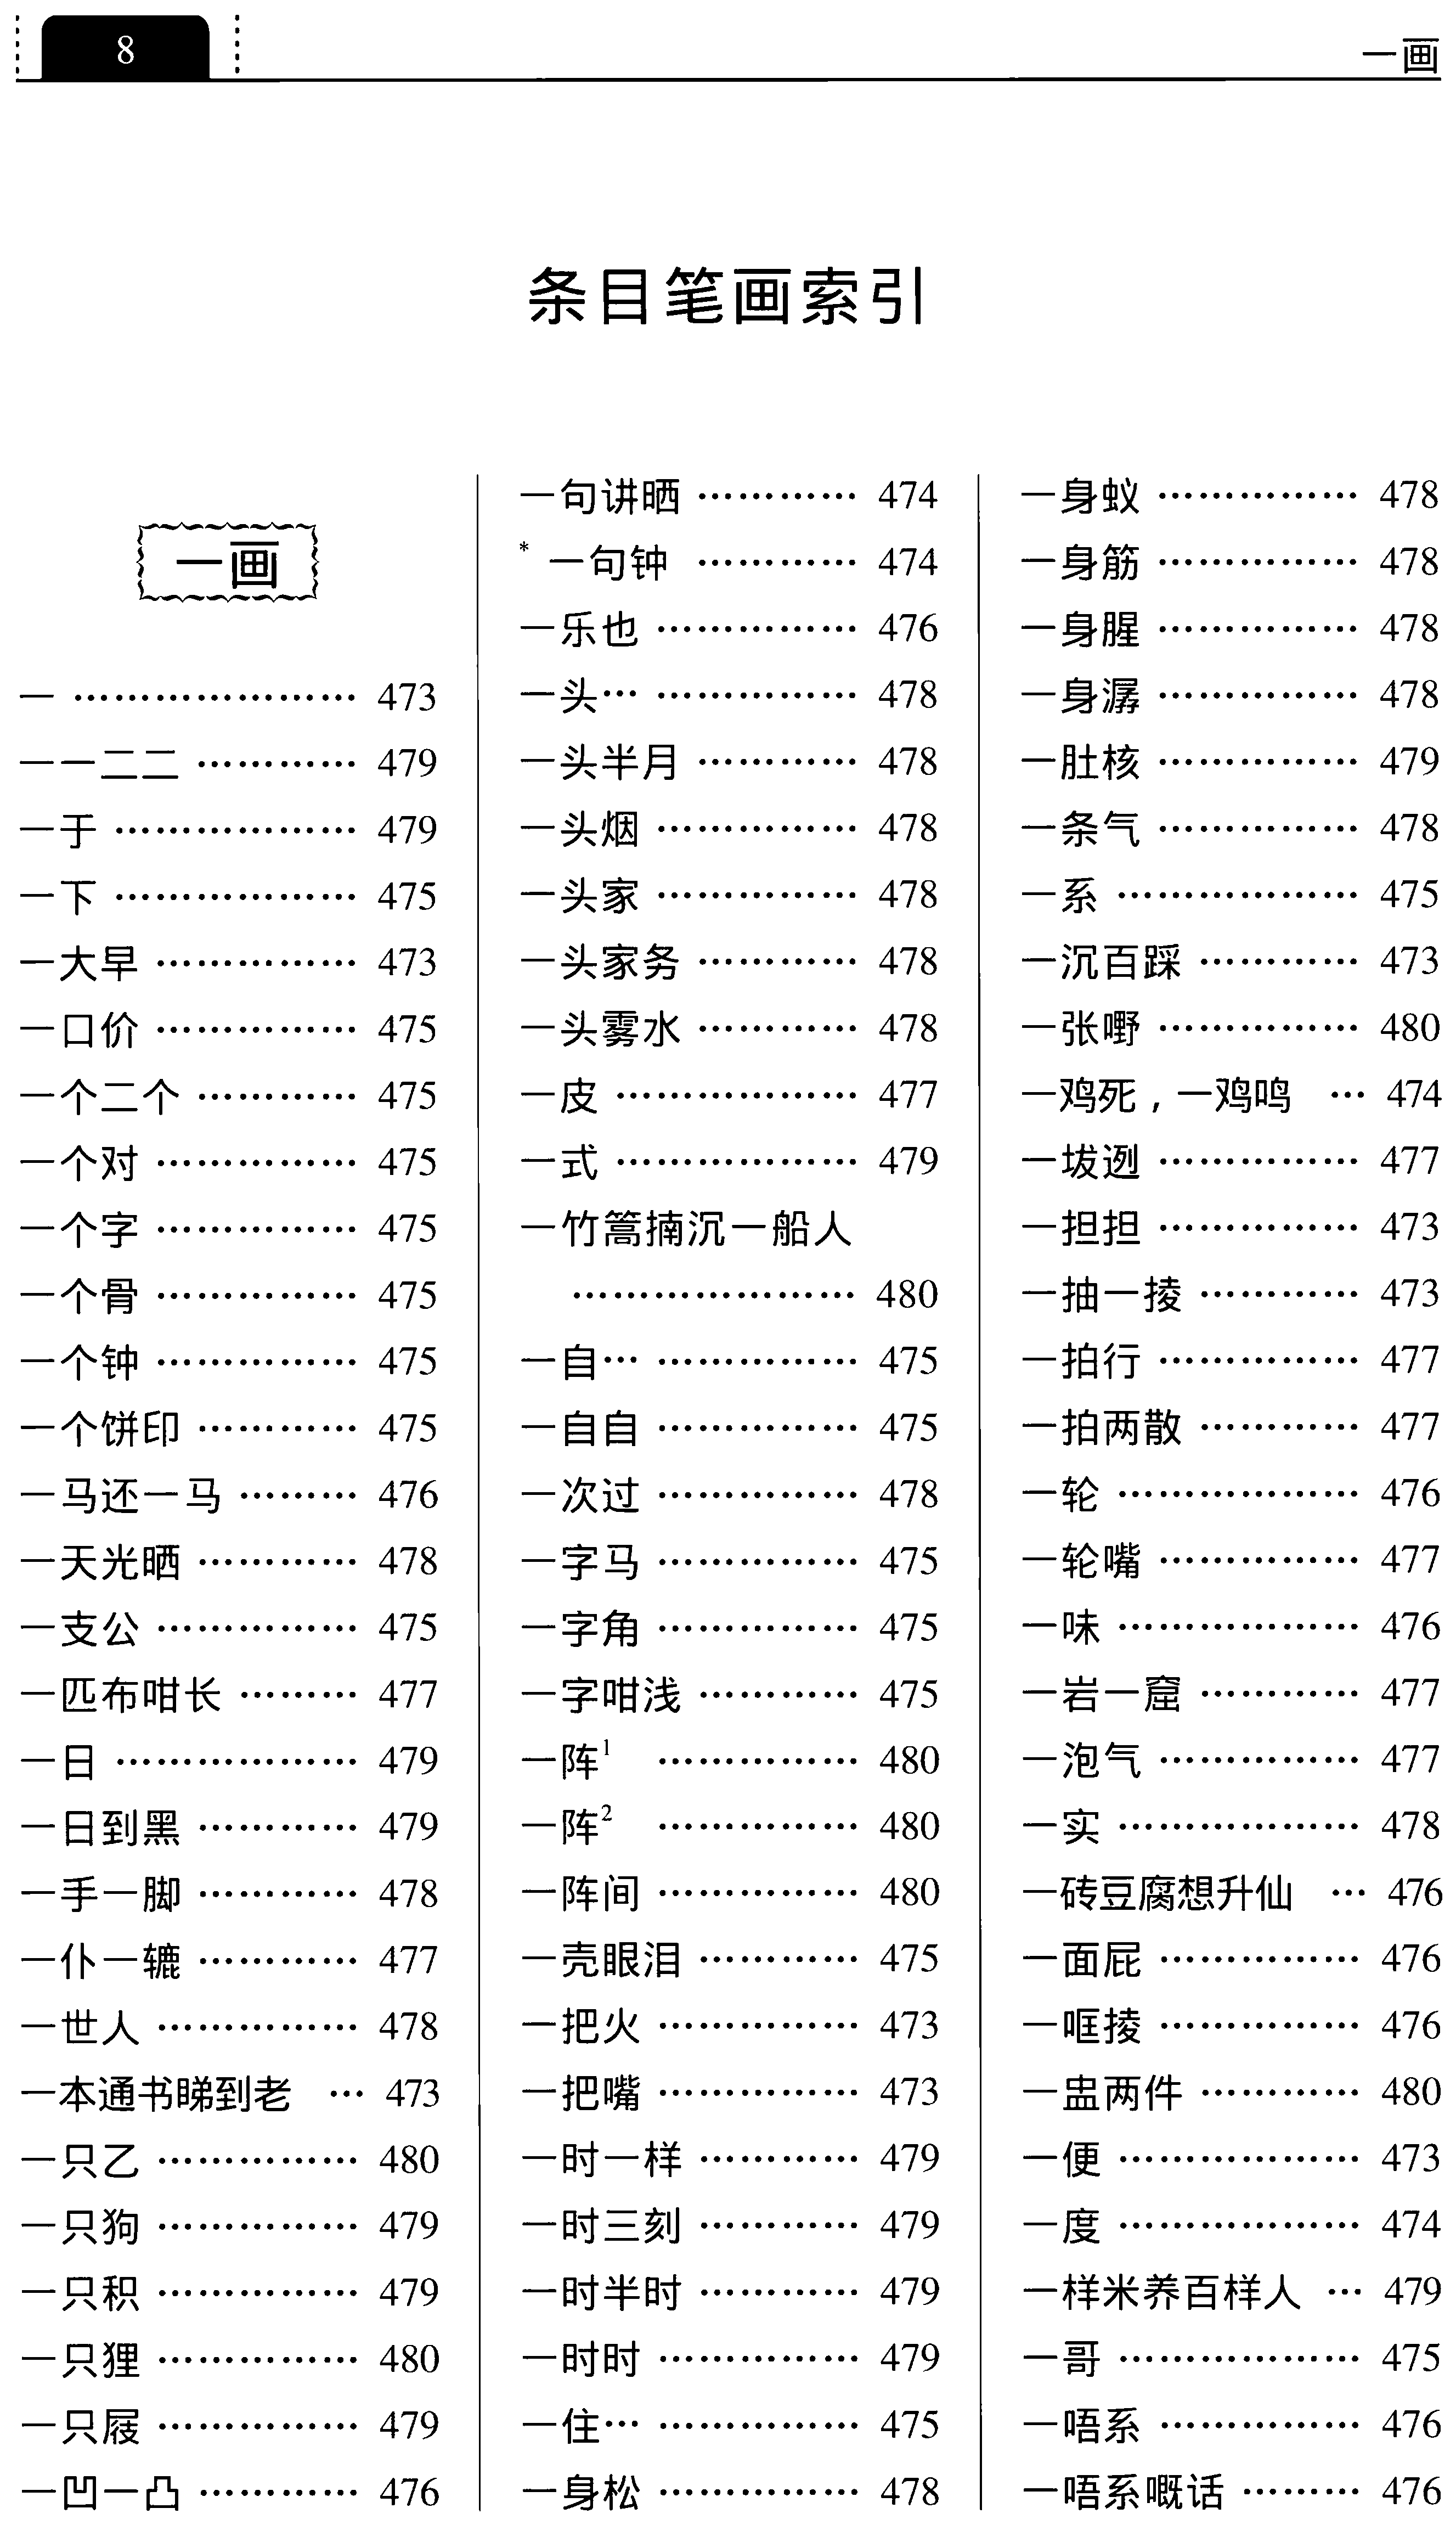 8
一画
条目笔画索引
一画
一 ………………… 473
一一二二 ………… 479
一于 ……………… 479
一下 ……………… 475
一大早 …………… 473
一口价 …………… 475
一个二个 ………… 475
一个对 …………… 475
一个字 …………… 475
一个骨 …………… 475
一个钟 …………… 475
一个饼印 ………… 475
一马还一马 ……… 476
一天光晒 ………… 478
一支公 …………… 475
一匹布咁长 ……… 477
一日 ……………… 479
一日到黑 ………… 479
一手一脚 ………… 478
一仆一辘 ………… 477
一世人 …………… 478
一本通书睇到老 … 473
一只乙 …………… 480
一只狗 …………… 479
一只积 …………… 479
一只狸 …………… 480
一只屐 …………… 479
一凹一凸 ………… 476
一句讲晒 ………… 474
* 一句钟 ………… 474
一乐也 …………… 476
一头… …………… 478
一头半月 ………… 478
一头烟 …………… 478
一头家 …………… 478
一头家务 ………… 478
一头雾水 ………… 478
一皮 ……………… 477
一式 ……………… 479
一竹篙揇沉一船人
………………… 480
一自… …………… 475
一自自 …………… 475
一次过 …………… 478
一字马 …………… 475
一字角 …………… 475
一字咁浅 ………… 475
一阵¹ …………… 480
一阵² …………… 480
一阵间 …………… 480
一壳眼泪 ………… 475
一把火 …………… 473
一把嘴 …………… 473
一时一样 ………… 479
一时三刻 ………… 479
一时半时 ………… 479
一时时 …………… 479
一住… …………… 475
一身松 …………… 478
一身蚁 …………… 478
一身筋 …………… 478
一身腥 …………… 478
一身潺 …………… 478
一肚核 …………… 479
一条气 …………… 478
一系 ……………… 475
一沉百踩 ………… 473
一张嘢 …………… 480
一鸡死，一鸡鸣 … 474
一坺迾 …………… 477
一担担 …………… 473
一抽一㨆 ………… 473
一拍行 …………… 477
一拍两散 ………… 477
一轮 ……………… 476
一轮嘴 …………… 477
一味 ……………… 476
一岩一窟 ………… 477
一泡气 …………… 477
一实 ……………… 478
一砖豆腐想升仙 … 476
一面屁 …………… 476
一哐㨆 …………… 476
一盅两件 ………… 480
一便 ……………… 473
一度 ……………… 474
一样米养百样人 … 479
一哥 ……………… 475
一唔系 …………… 476
一唔系嘅话 ……… 476